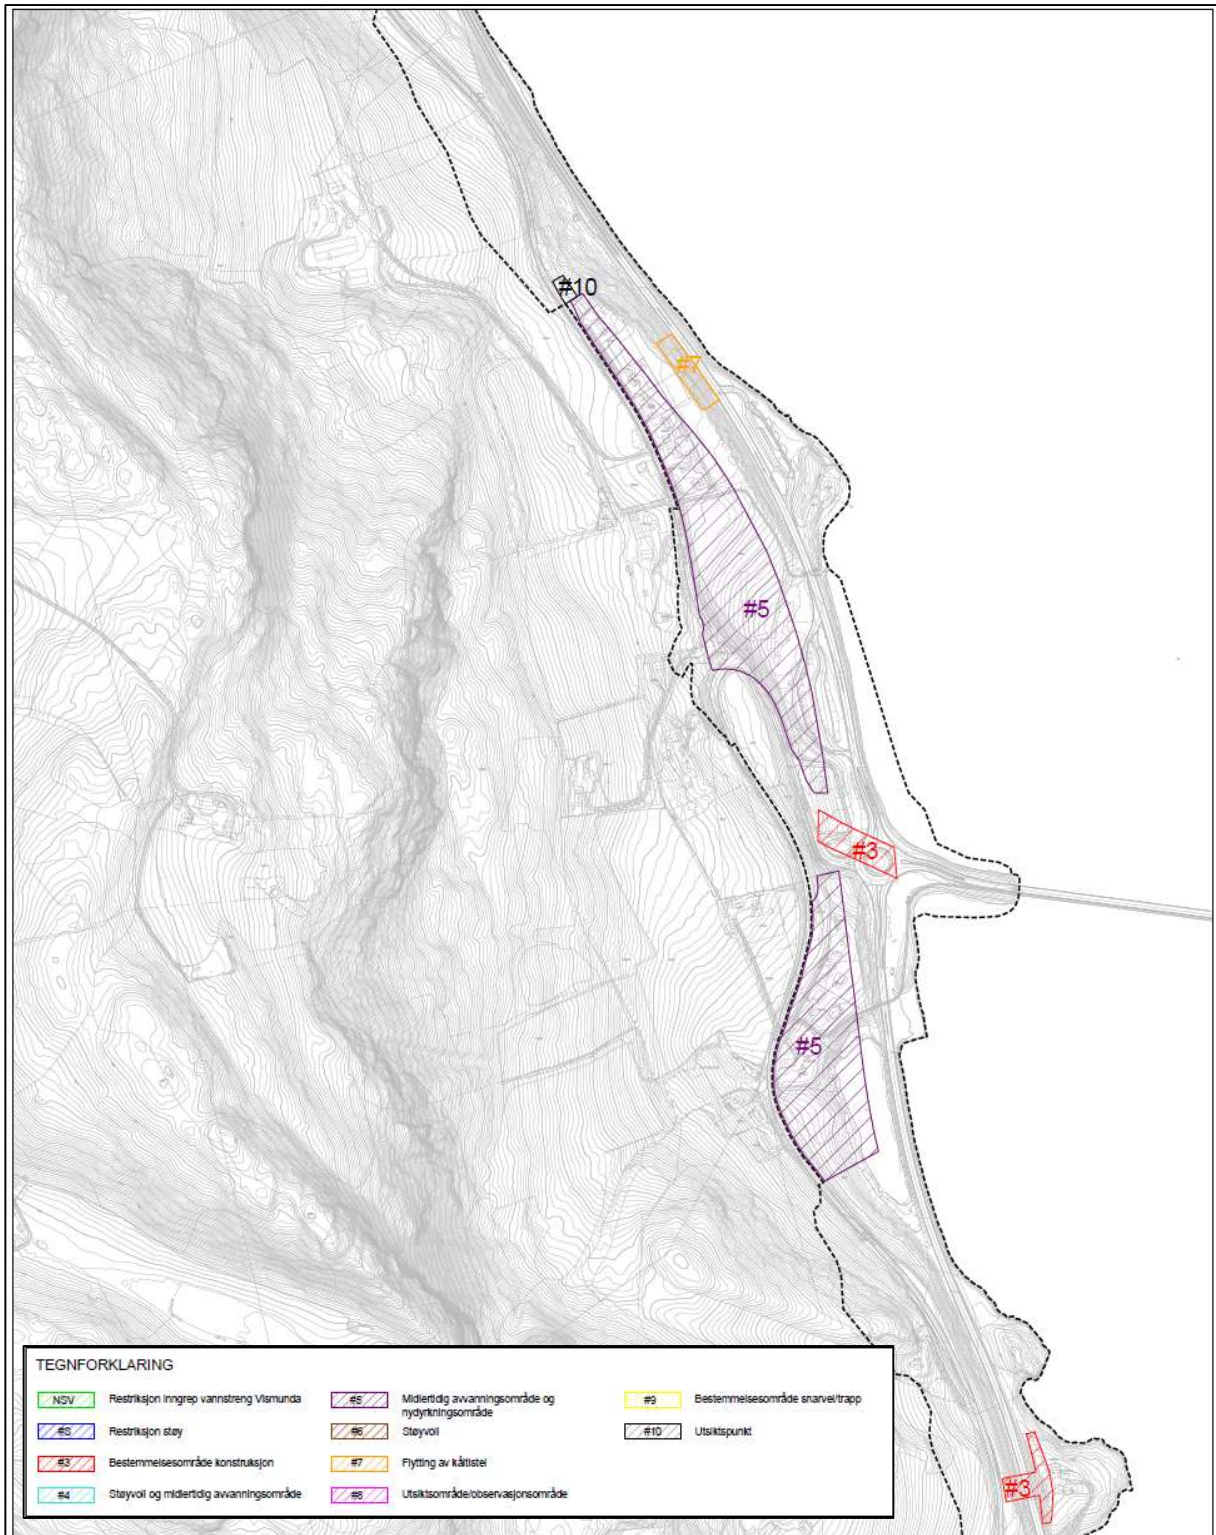 #10
#7
#5
#3
#5
#3
TEGNFORKLARING
NSV Restriksjon inngrep vannstreng Vismunda
#S Restriksjon støy
#3 Bestemmelsesområde konstruksjon
#4 Støyvoll og midlertidig avvanningsområde
#5 Midlertidig avvanningsområde og
nydyrkningsområde
#6 Støyvoll
#7 Flytting av kåltistel
#8 Utsiktsområde/observasjonsområde
#9 Bestemmelsesområde snarvei/trapp
#10 Utsiktspunkt